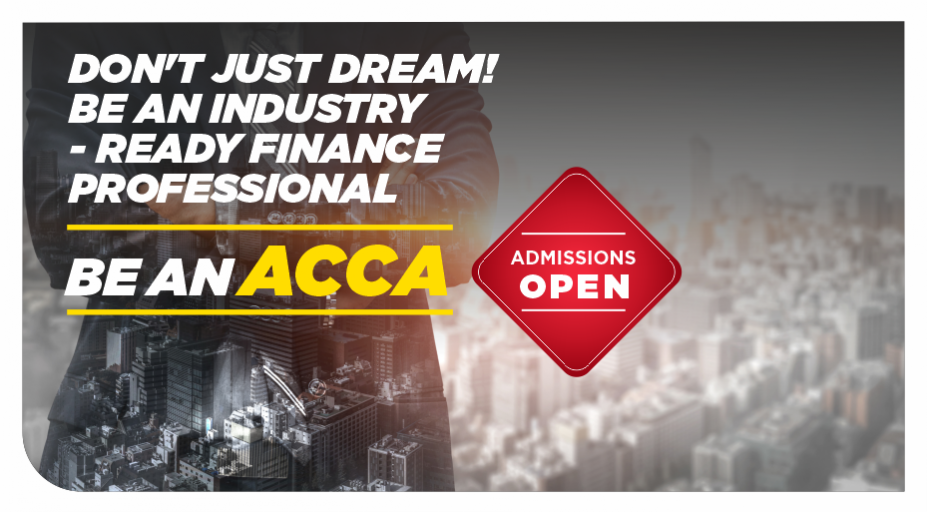 DON'T JUST DREAM!
BE AN INDUSTRY
- READY FINANCE
PROFESSIONAL
BE AN ACCA
ADMISSIONS
OPEN